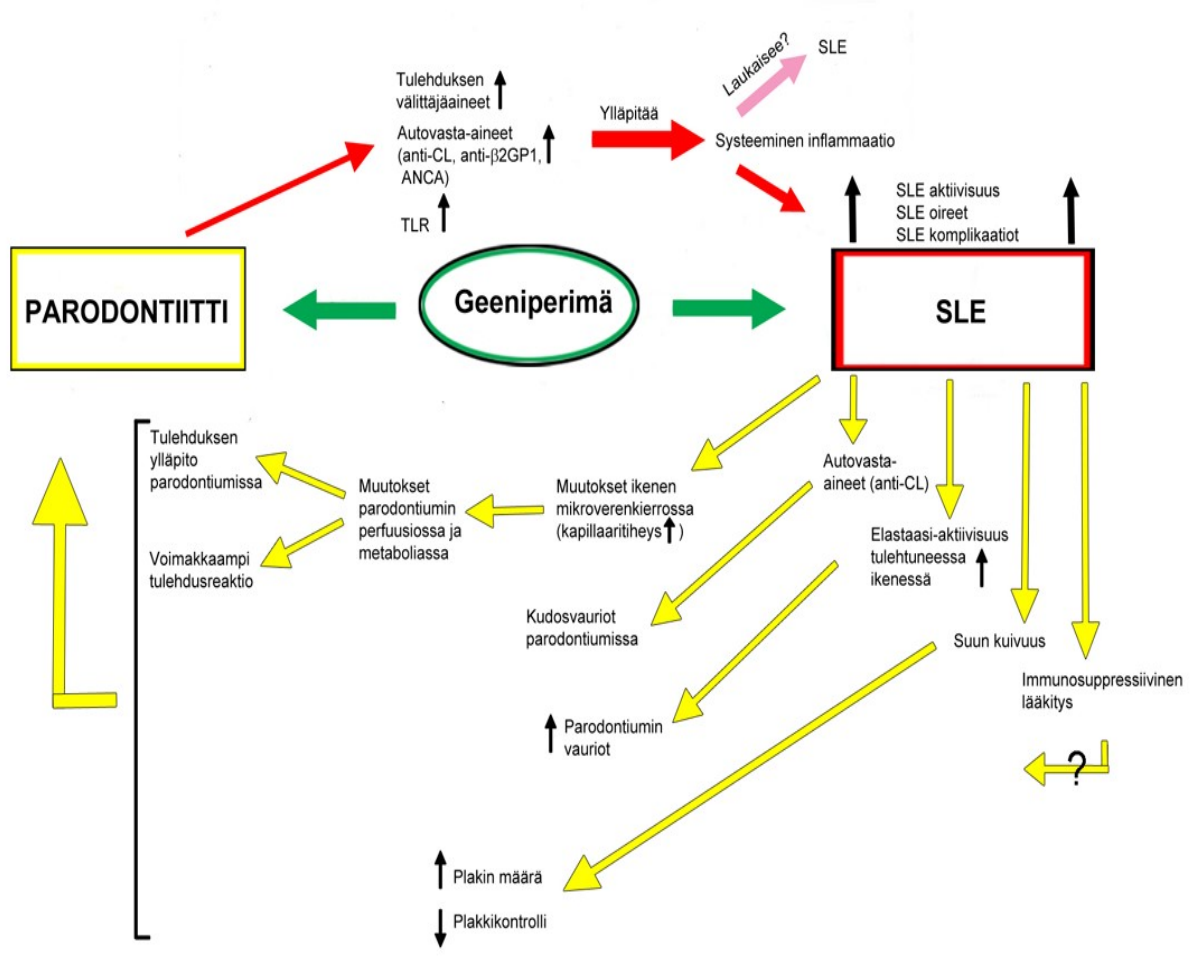 Tulehduksen
välittäjäaineet
Autovasta-aineet
(anti-CL, anti-β2GP1,
ANCA)
TLR
Ylläpitää
Laukaisee?
SLE
Systeeminen inflammaatio
SLE aktiivisuus
SLE oireet
SLE komplikaatiot
PARODONTIITTI
Geeniperimä
SLE
Tulehduksen
ylläpito
parodontiumissa
Voimakkaampi
tulehdusreaktio
Muutokset
parodontiumin
perfuusiossa ja
metaboliassa
Muutokset ikenen
mikroverenkierrossa
(kapillaaritiheys )
Autovasta-
aineet (anti-CL)
Elastaasi-aktiivisuus
tulehtuneessa
ikenessä
Kudosvauriot
parodontiumissa
Suun kuivuus
Immunosuppressiivinen
lääkitys
?
Parodontiumin
vauriot
Plakin määrä
Plakkikontrolli